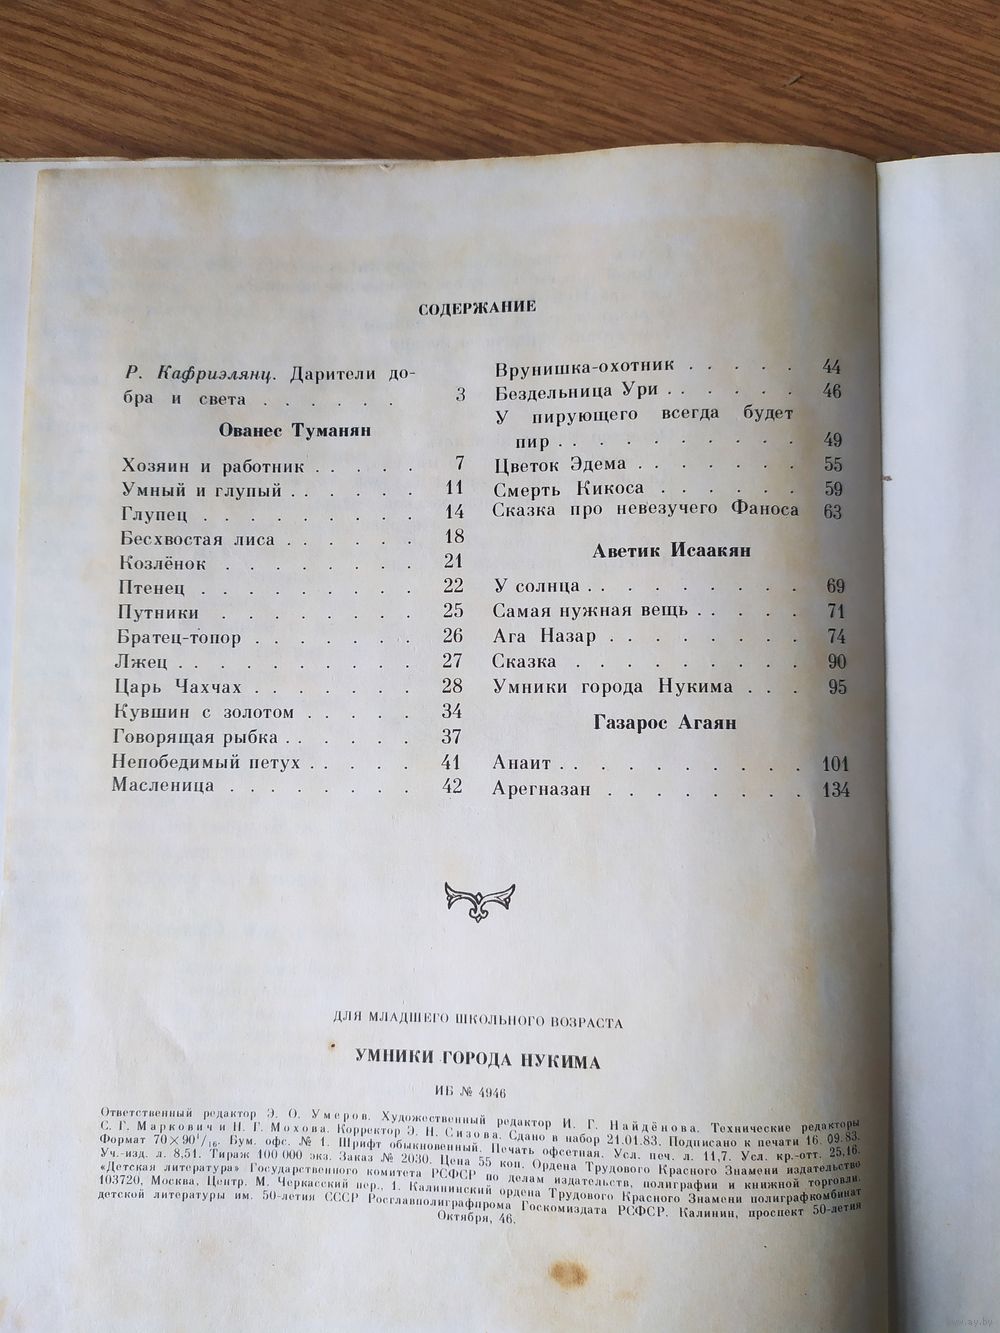 СОДЕРЖАНИЕ
Р. Кафриэлянц. Дарители до-
бра и света . . . . . . 3
Ованес Туманян
Хозяин и работник . . . . . 7
Умный и глупый . . . . . . 11
Глупец . . . . . . . . . 14
Бесхвостая лиса . . . . . . 18
Козлёнок . . . . . . . . 21
Птенец . . . . . . . . . 22
Путники . . . . . . . . 25
Братец-топор . . . . . . . 26
Лжец . . . . . . . . . . 27
Царь Чахчах . . . . . . . 28
Кувшин с золотом . . . . . 34
Говорящая рыбка . . . . . . 37
Непобедимый петух . . . . . 41
Масленица . . . . . . . . 42
Врунишка-охотник . . . . . 44
Бездельница Ури . . . . . . 46
У пирующего всегда будет
пир . . . . . . . . . . 49
Цветок Эдема . . . . . . . 55
Смерть Кикоса . . . . . . 59
Сказка про невезучего Фаноса 63
Аветик Исаакян
У солнца . . . . . . . . . 69
Самая нужная вещь . . . . . 71
Ага Назар . . . . . . . . 74
Сказка . . . . . . . . . 90
Умники города Нукима . . . 95
Газарос Агаян
Анаит . . . . . . . . . . 101
Арегназан . . . . . . . . 134
ДЛЯ МЛАДШЕГО ШКОЛЬНОГО ВОЗРАСТА
УМНИКИ ГОРОДА НУКИМА
ИБ № 4946
Ответственный редактор Э. О. Умеров. Художественный редактор И. Г. Найдёнова. Технические редакторы
С. Г. Маркович и Н. Г. Мохова. Корректор Э. Н. Сизова. Сдано в набор 21.01.83. Подписано к печати 16. 09.83.
Формат 70×90 1/16. Бум. офс. № 1. Шрифт обыкновенный. Печать офсетная. Усл. печ. л. 11,7. Усл. кр.-отт. 25,16.
Уч.-изд. л. 8,51. Тираж 100 000 экз. Заказ № 2030. Цена 55 коп. Ордена Трудового Красного Знамени издательство
«Детская литература» Государственного комитета РСФСР по делам издательств, полиграфии и книжной торговли.
103720, Москва, Центр. М. Черкасский пер., 1. Калининский ордена Трудового Красного Знамени полиграфкомбинат
детской литературы им. 50-летия СССР Росглавполиграфпрома Госкомиздата РСФСР. Калинин, проспект 50-летия
Октября, 46.
www.ay.by